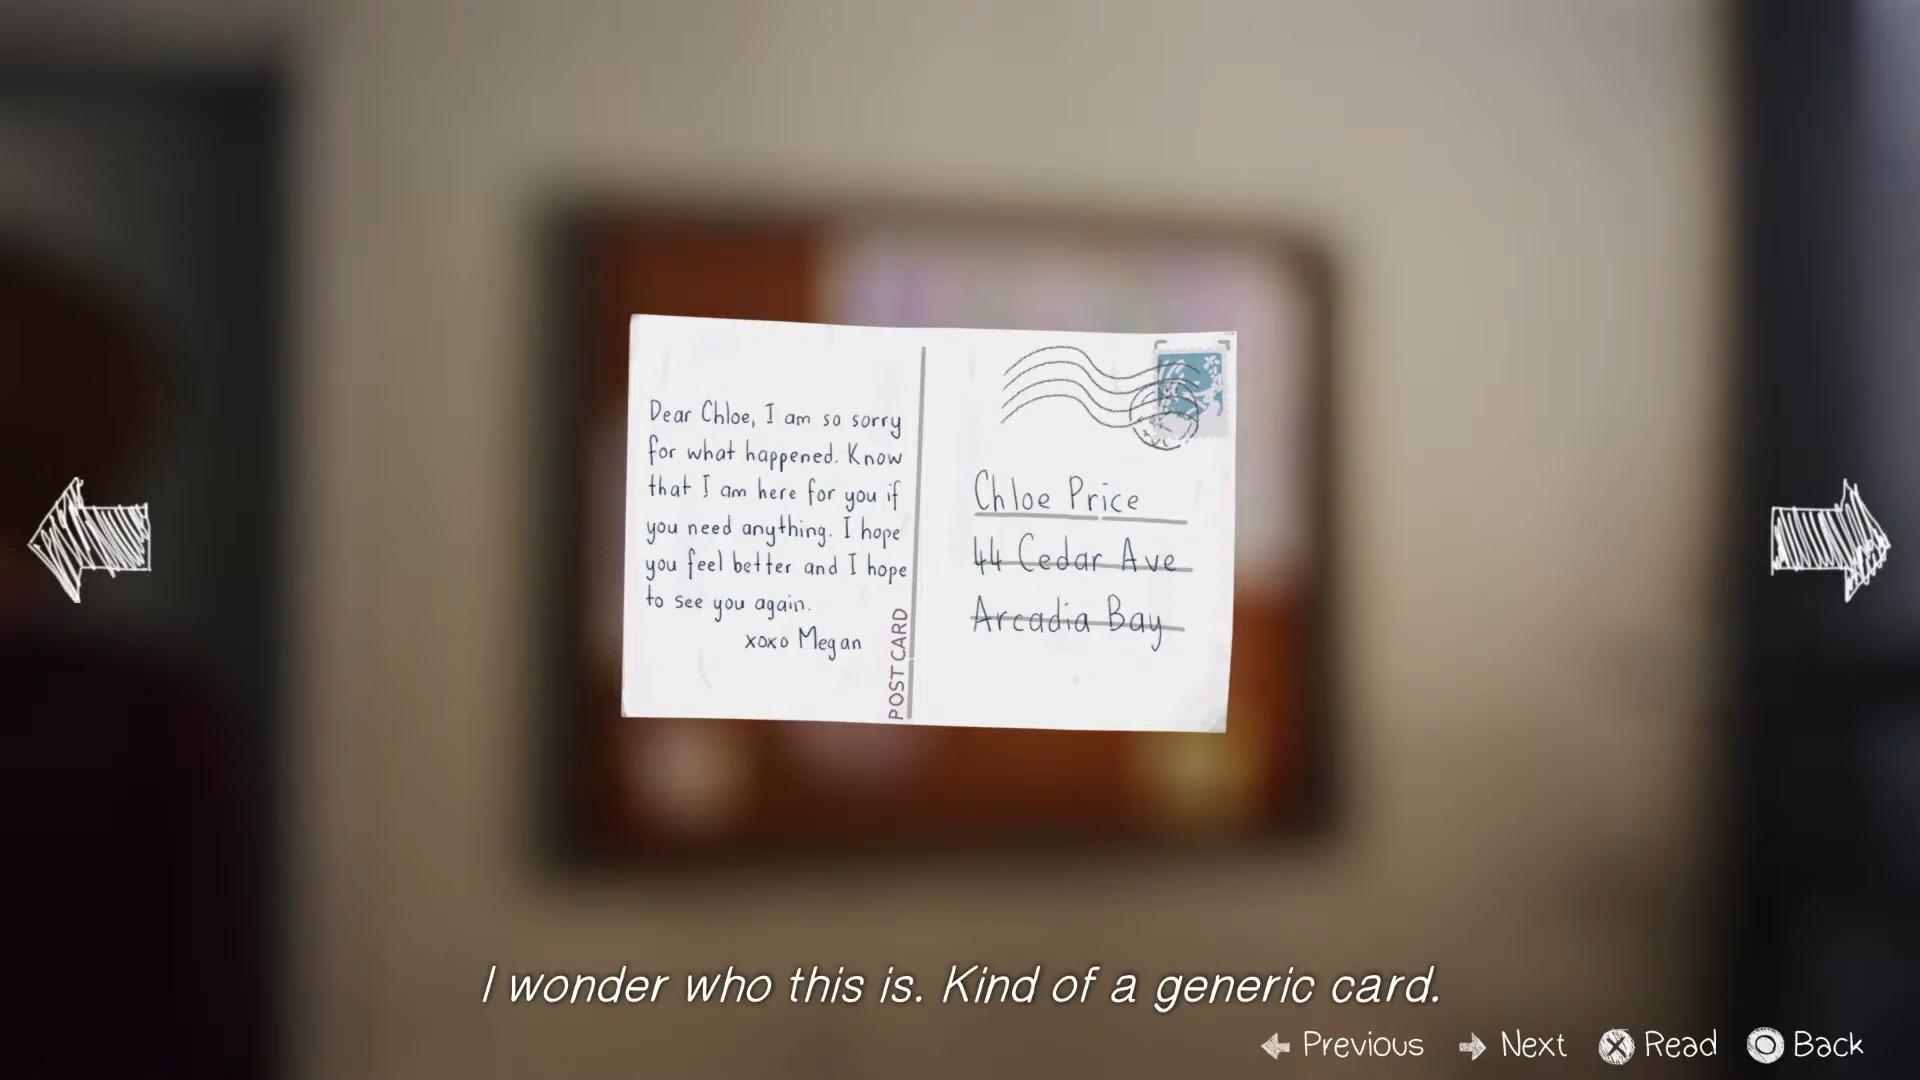 Dear Chloe, I am so sorry
for what happened. Know
that I am here for you if
you need anything. I hope
you feel better and I hope
to see you again.
xoxo Megan
POST CARD
Chloe Price
44 Cedar Ave
Arcadia Bay
I wonder who this is. Kind of a generic card.
Previous Next Read Back